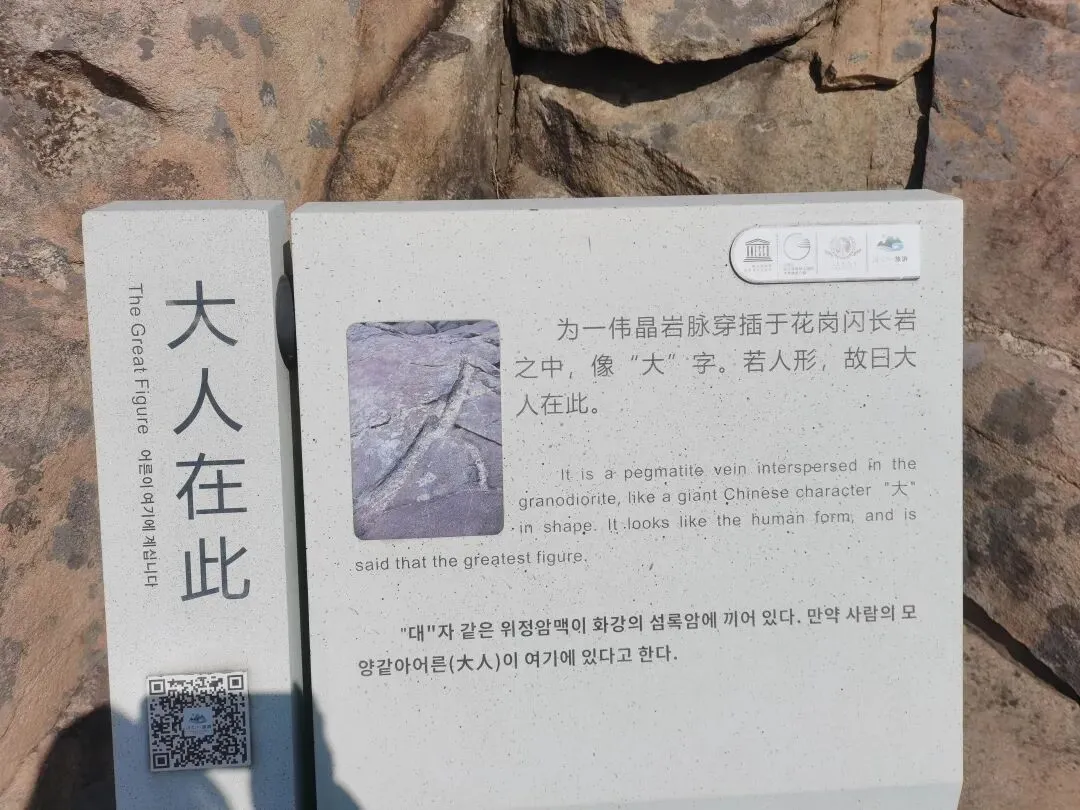 大人在此
The Great Figure 어른이 여기에 계십니다
UNESCO
旅游
为一伟晶岩脉穿插于花岗闪长岩
之中，像“大”字。若人形，故曰大
人在此。
It is a pegmatite vein interspersed in the
granodiorite, like a giant Chinese character "大"
in shape. It looks like the human form, and is
said that the greatest figure.
"대"자 같은 위정암맥이 화강의 섬록암에 끼어 있다. 만약 사람의 모
양같아어른(大人)이 여기에 있다고 한다.